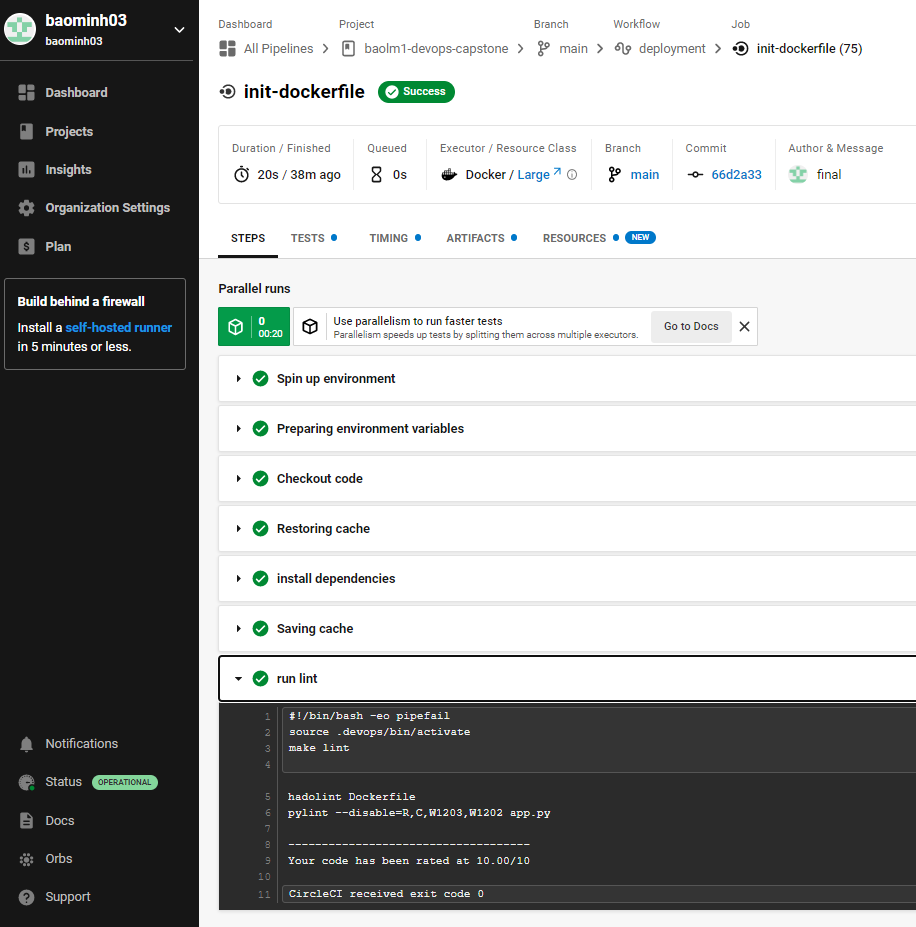 baominh03
baominh03
Dashboard
Projects
Insights
Organization Settings
Plan
Build behind a firewall
Install a self-hosted runner
in 5 minutes or less.
Notifications
Status OPERATIONAL
Docs
Orbs
Support
Dashboard Project Branch Workflow Job
All Pipelines baolm1-devops-capstone main deployment init-dockerfile (75)
init-dockerfile Success
Duration / Finished Queued Executor / Resource Class Branch Commit Author & Message
20s / 38m ago 0s Docker / Large main 66d2a33 final
STEPS TESTS TIMING ARTIFACTS RESOURCES NEW
Parallel runs
0
00:20
Use parallelism to run faster tests
Parallelism speeds up tests by splitting them across multiple executors.
Go to Docs
Spin up environment
Preparing environment variables
Checkout code
Restoring cache
install dependencies
Saving cache
run lint
1 #!/bin/bash -eo pipefail
2 source .devops/bin/activate
3 make lint
4
5 hadolint Dockerfile
6 pylint --disable=R,C,W1203,W1202 app.py
7
8 ------------------------------------
9 Your code has been rated at 10.00/10
10
11 CircleCI received exit code 0